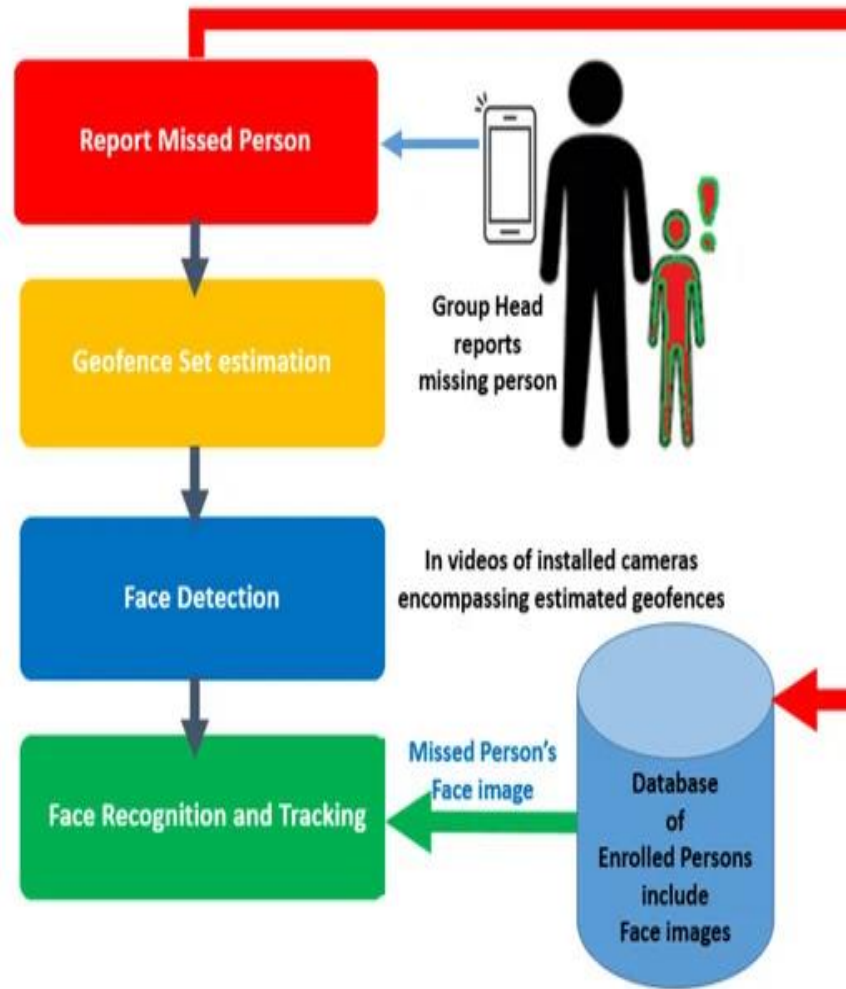 Report Missed Person
Group Head
reports
missing person
Geofence Set estimation
In videos of installed cameras
encompassing estimated geofences
Face Detection
Missed Person's
Face image
Face Recognition and Tracking
Database
of
Enrolled Persons
include
Face images